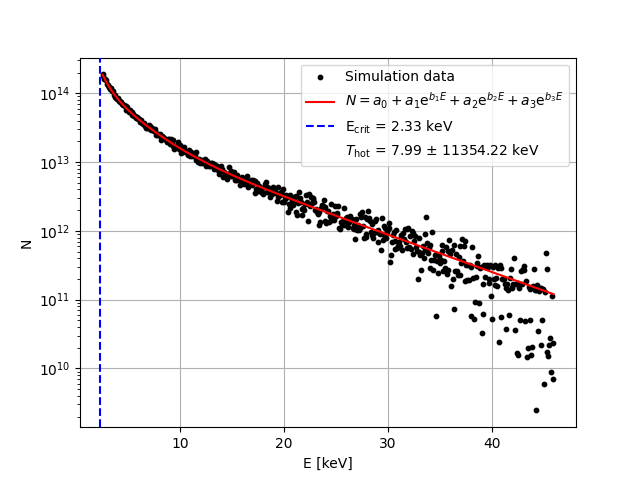 Simulation data
N = a₀ + a₁e^{b₁E} + a₂e^{b₂E} + a₃e^{b₃E}
E_crit = 2.33 keV
T_hot = 7.99 ± 11354.22 keV
10¹⁴
10¹³
10¹²
10¹¹
10¹⁰
N
10 20 30 40
E [keV]